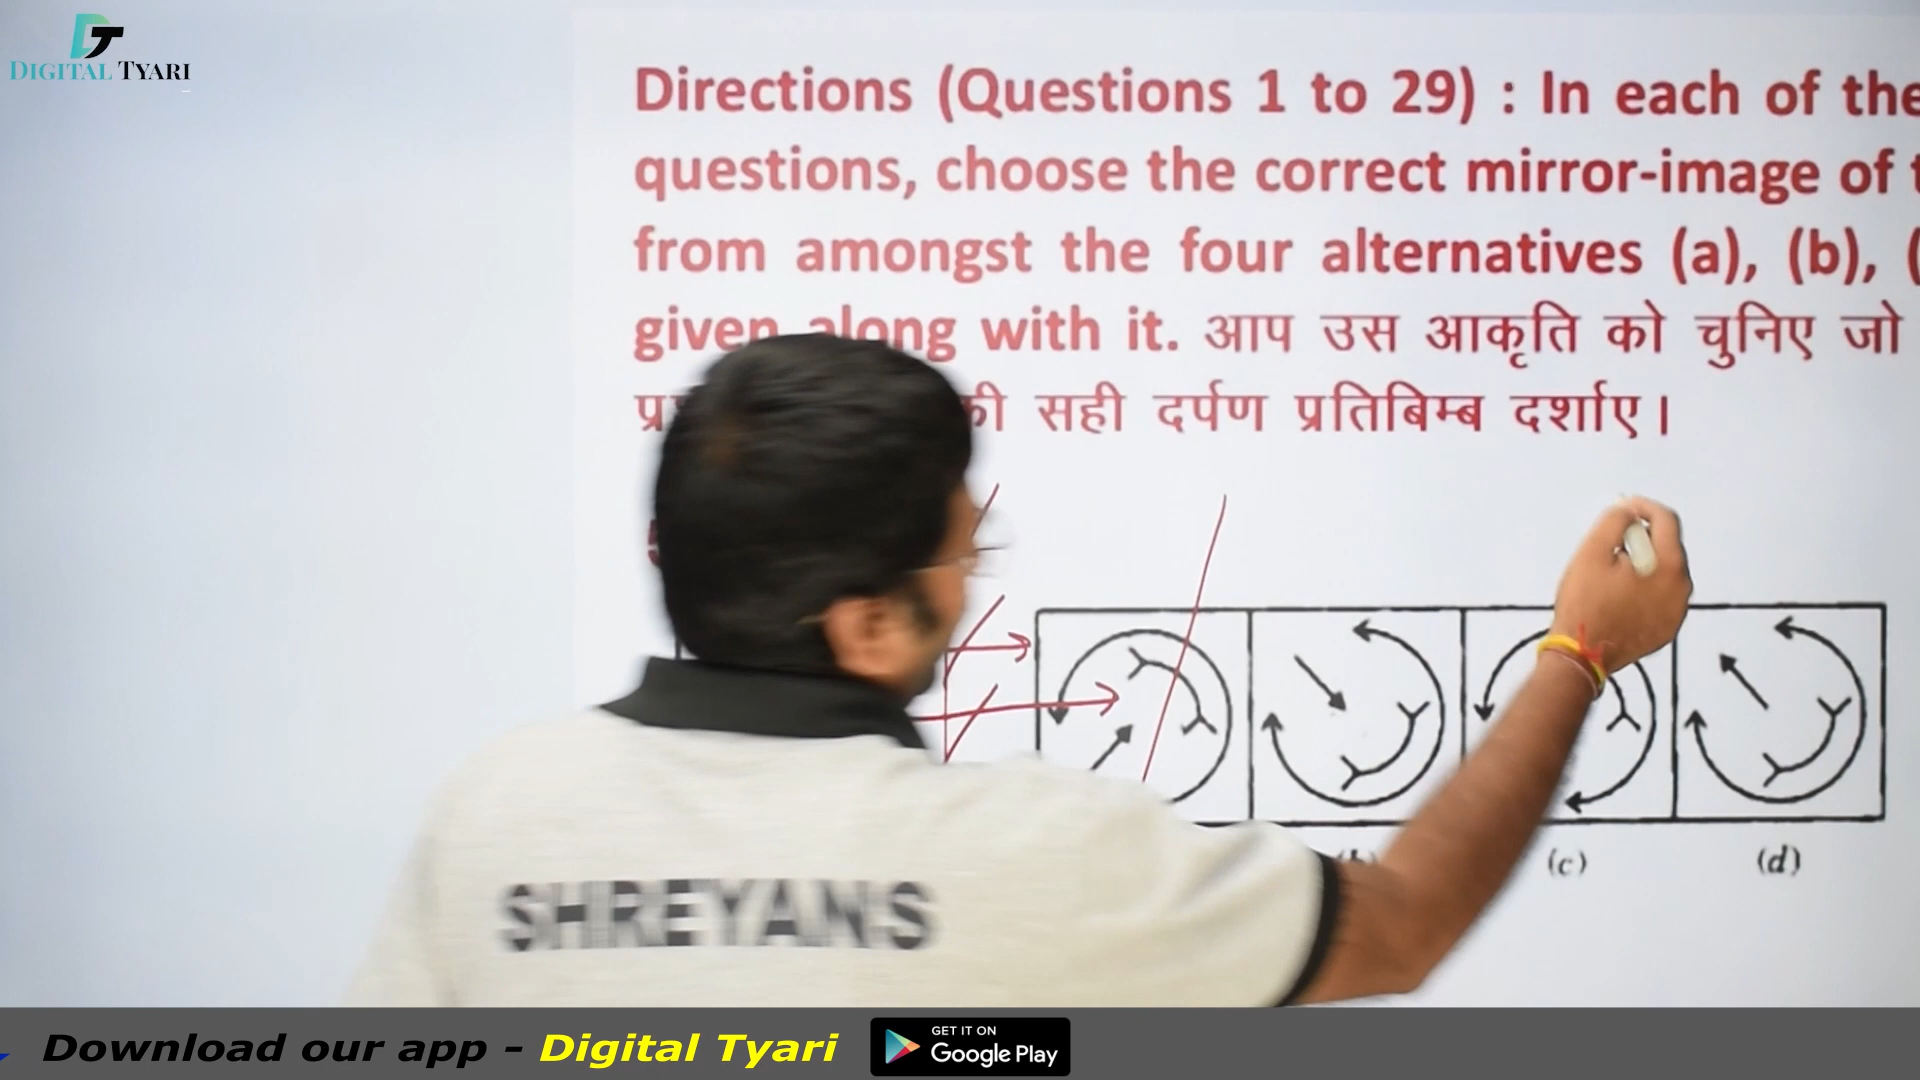 DIGITAL TYARI
Directions (Questions 1 to 29) : In each of the
questions, choose the correct mirror-image of
from amongst the four alternatives (a), (b),
given along with it. आप उस आकृति को चुनिए जो
की सही दर्पण प्रतिबिम्ब दर्शाए।
(c) (d)
SHREYANS
Download our app - Digital Tyari
GET IT ON
Google Play